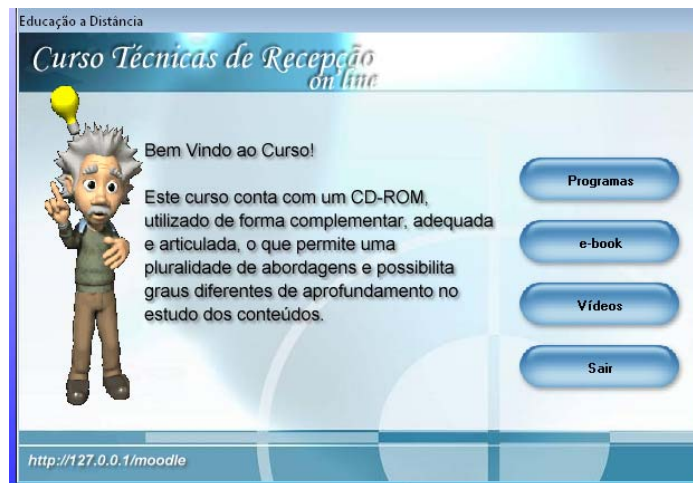 Educação a Distância
Curso Técnicas de Recepção
on line
Bem Vindo ao Curso!
Este curso conta com um CD-ROM,
utilizado de forma complementar, adequada
e articulada, o que permite uma
pluralidade de abordagens e possibilita
graus diferentes de aprofundamento no
estudo dos conteúdos.
Programas
e-book
Vídeos
Sair
http://127.0.0.1/moodle